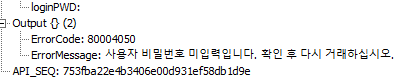 loginPWD:
Output {} (2)
ErrorCode: 80004050
ErrorMessage: 사용자 비밀번호 미입력입니다. 확인 후 다시 거래하십시오.
API_SEQ: 753fba22e4b3406e00d931ef58db1d9e